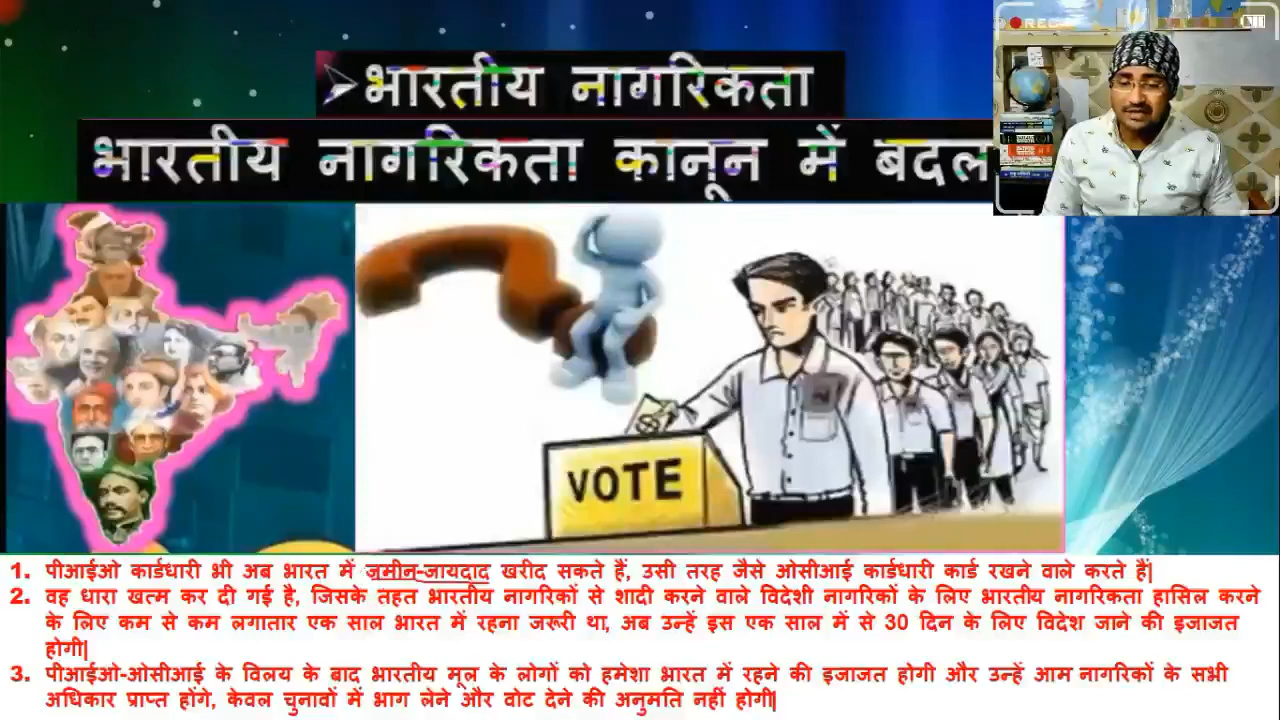 REC
➢भारतीय नागरिकता
भारतीय नागरिकता कानून में बदल
VOTE
1. पीआईओ कार्डधारी भी अब भारत में ज़मीन-जायदाद खरीद सकते हैं, उसी तरह जैसे ओसीआई कार्डधारी कार्ड रखने वाले करते हैं|
2. वह धारा खत्म कर दी गई है, जिसके तहत भारतीय नागरिकों से शादी करने वाले विदेशी नागरिकों के लिए भारतीय नागरिकता हासिल करने
के लिए कम से कम लगातार एक साल भारत में रहना जरूरी था, अब उन्हें इस एक साल में से 30 दिन के लिए विदेश जाने की इजाजत
होगी|
3. पीआईओ-ओसीआई के विलय के बाद भारतीय मूल के लोगों को हमेशा भारत में रहने की इजाजत होगी और उन्हें आम नागरिकों के सभी
अधिकार प्राप्त होंगे, केवल चुनावों में भाग लेने और वोट देने की अनुमति नहीं होगी|